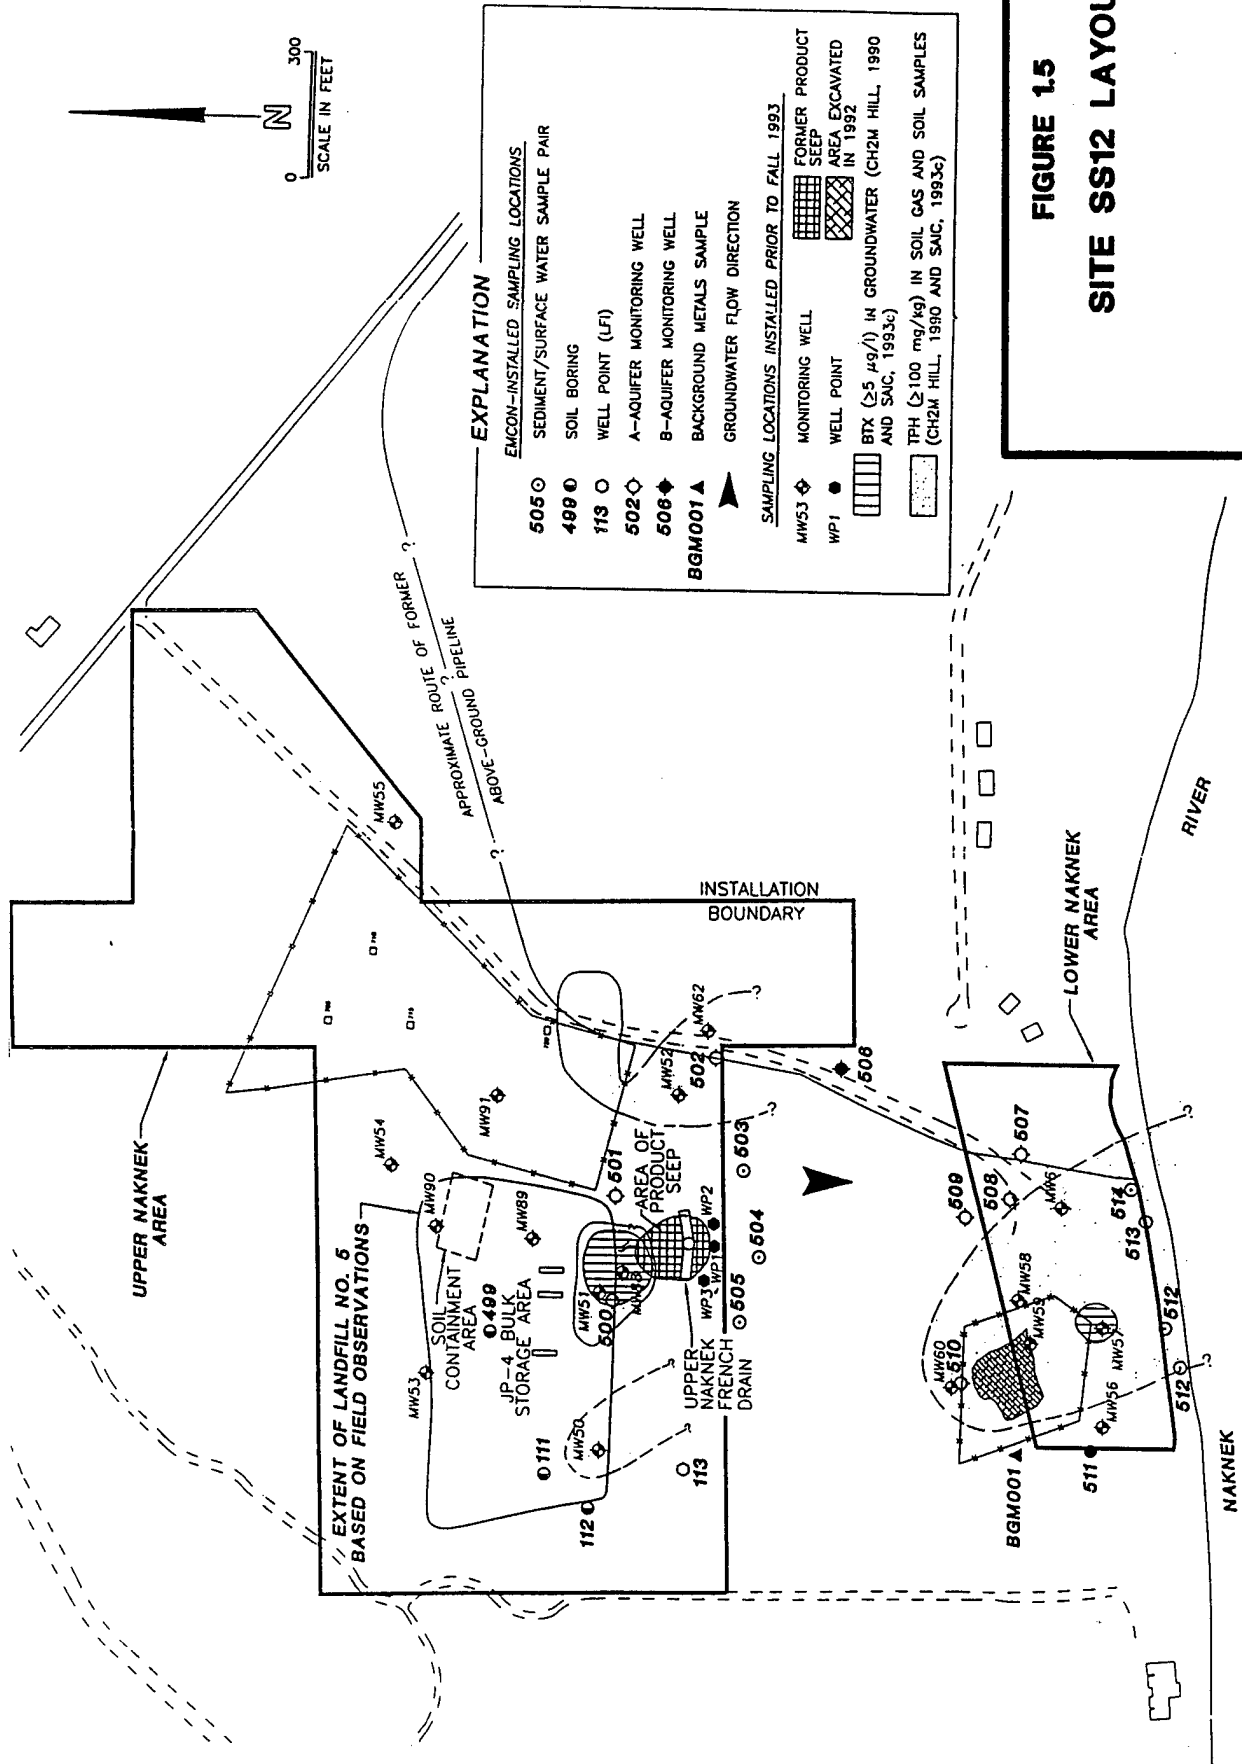 N
0 300
SCALE IN FEET
EXPLANATION
EMCON-INSTALLED SAMPLING LOCATIONS
505 SEDIMENT/SURFACE WATER SAMPLE PAIR
499 SOIL BORING
113 WELL POINT (LFI)
502 A-AQUIFER MONITORING WELL
506 B-AQUIFER MONITORING WELL
BGM001 BACKGROUND METALS SAMPLE
GROUNDWATER FLOW DIRECTION
SAMPLING LOCATIONS INSTALLED PRIOR TO FALL 1993
MW53 MONITORING WELL
WP1 WELL POINT
FORMER PRODUCT
SEEP
AREA EXCAVATED
IN 1992
BTX (≥5 µg/l) IN GROUNDWATER (CH2M HILL, 1990
AND SAIC, 1993c)
TPH (≥100 mg/kg) IN SOIL GAS AND SOIL SAMPLES
(CH2M HILL, 1990 AND SAIC, 1993c)
FIGURE 1.5
SITE SS12 LAYOU
UPPER NAKNEK
AREA
EXTENT OF LANDFILL NO. 5
BASED ON FIELD OBSERVATIONS
APPROXIMATE ROUTE OF FORMER
ABOVE-GROUND PIPELINE
?
?
?
INSTALLATION
BOUNDARY
MW55
MW54
MW91
MW90
MW89
MW53
SOIL
CONTAINMENT
AREA
499
JP-4 BULK
STORAGE AREA
111
112
MW50
113
MW51
500
501
AREA OF
PRODUCT
SEEP
MW52
502
MW62
?
?
?
WP2
WP1
WP3
UPPER
NAKNEK
FRENCH
DRAIN
503
504
505
506
LOWER NAKNEK
AREA
507
508
509
MW6
MW58
MW59
MW60
510
MW57
MW56
BGM001
511
512
512
513
514
?
?
NAKNEK
RIVER